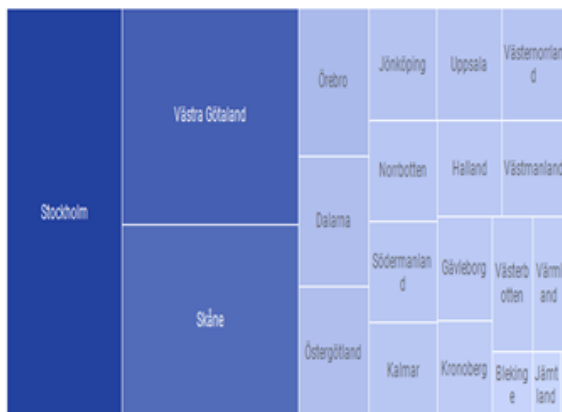 Stockholm
Västra Götaland
Skåne
Örebro
Dalarna
Östergötland
Jönköping
Norrbotten
Södermanlan
d
Kalmar
Uppsala
Halland
Gävleborg
Kronoberg
Västernorrlan
d
Västmanland
Västerb
otten
Värml
and
Bleking
e
Jämt
land